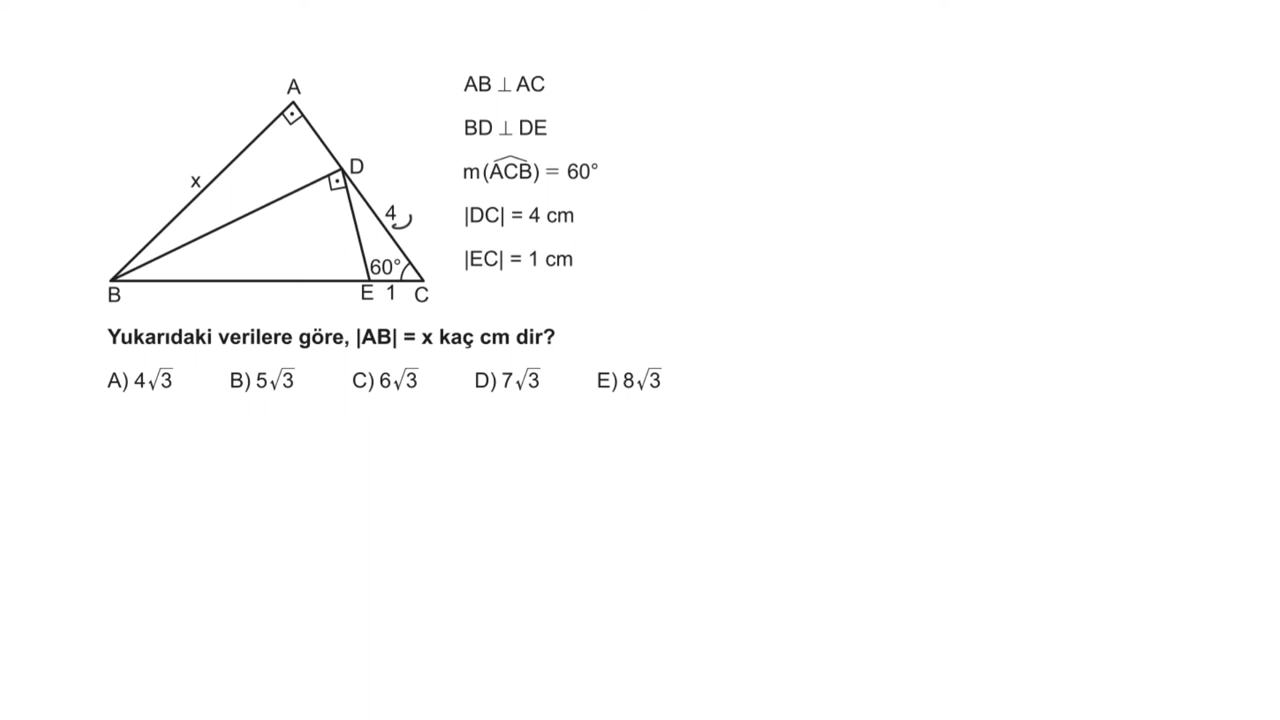 A
AB ⊥ AC
BD ⊥ DE
D
m(ACB) = 60°
x
4
|DC| = 4 cm
60°
|EC| = 1 cm
B
E 1 C
Yukarıdaki verilere göre, |AB| = x kaç cm dir?
A) 4√3 B) 5√3 C) 6√3 D) 7√3 E) 8√3